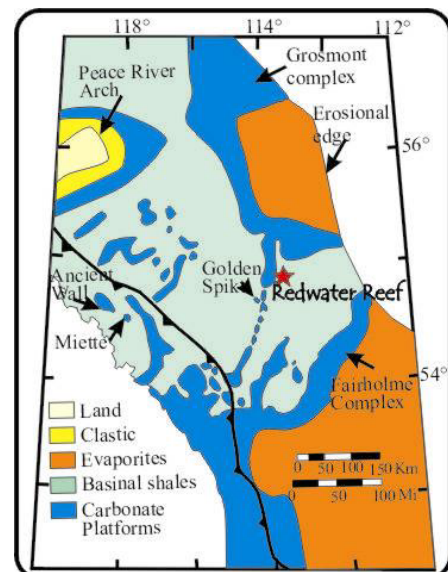 118° 114° 112°
Peace River
Arch
Grosmont
complex
Erosional
edge
56°
Ancient
Wall
Golden
Spik
Redwater Reef
Miette
54°
Fairholme
Complex
Land
Clastic
Evaporites
Basinal shales
Carbonate
Platforms
0 50 100 150 Km
0 50 100 Mi